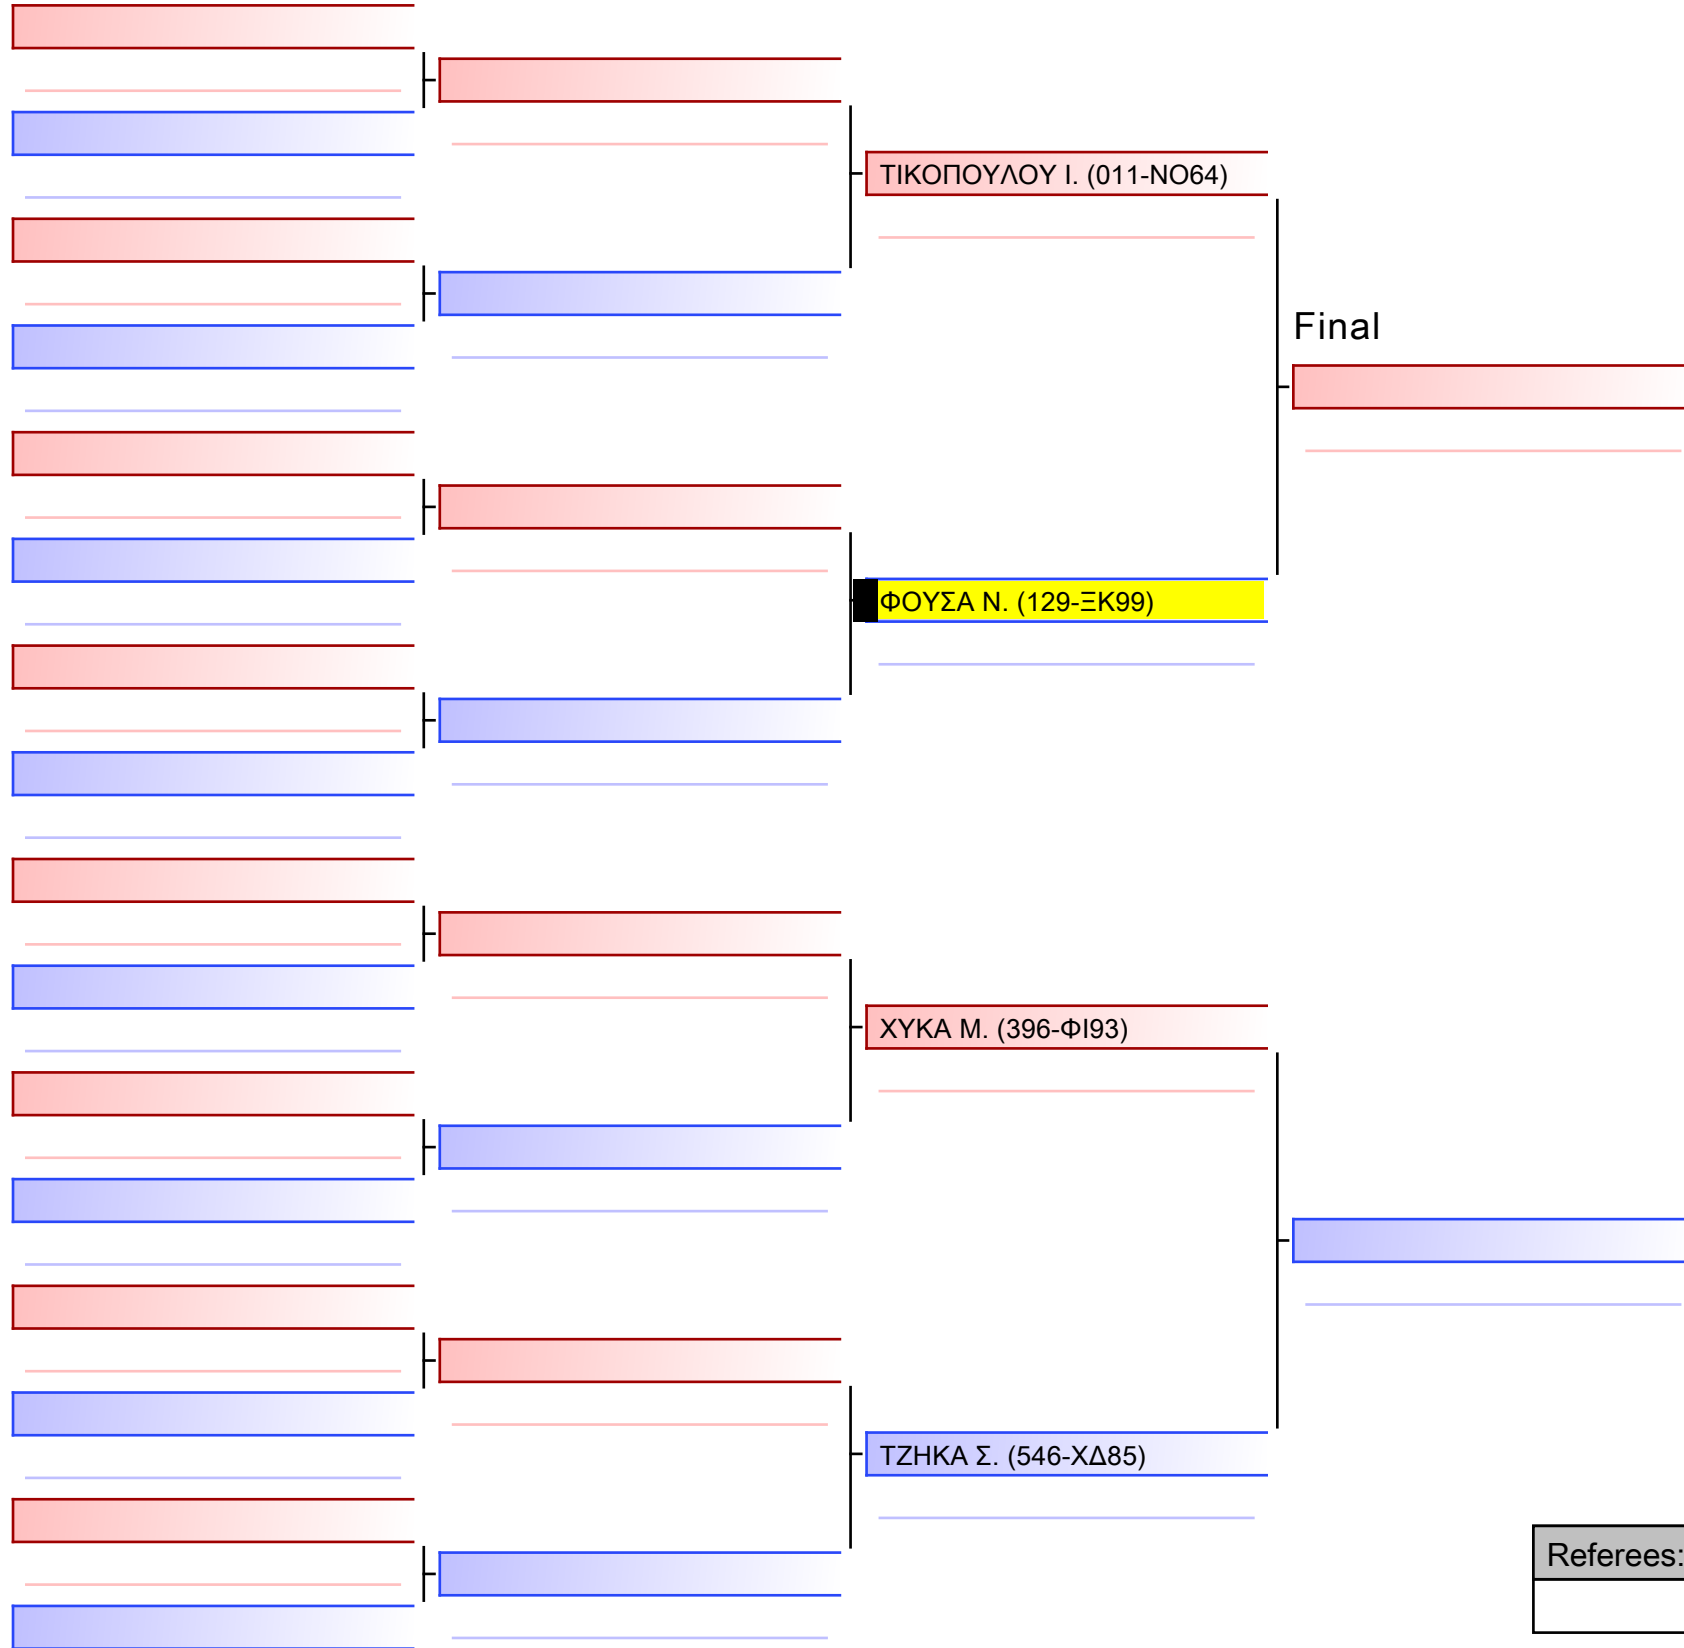 ΤΙΚΟΠΟΥΛΟΥ Ι. (011-ΝΟ64)
Final
ΦΟΥΣΑ Ν. (129-ΞΚ99)
ΧΥΚΑ Μ. (396-ΦΙ93)
ΤΖΗΚΑ Σ. (546-ΧΔ85)
Referees: